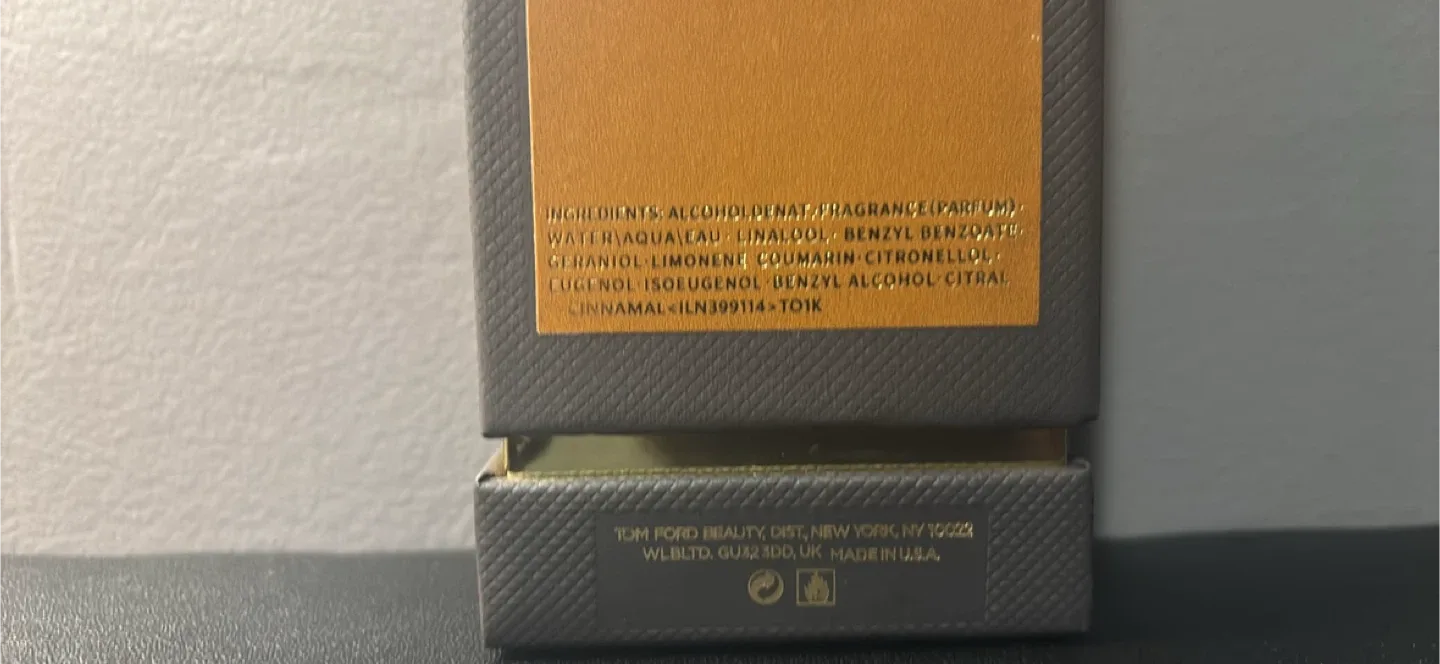 INGREDIENTS: ALCOHOL DENAT. FRAGRANCE (PARFUM) ·
WATER\AQUA\EAU · LINALOOL · BENZYL BENZOATE ·
GERANIOL · LIMONENE · COUMARIN · CITRONELLOL ·
EUGENOL · ISOEUGENOL · BENZYL ALCOHOL · CITRAL
CINNAMAL <ILN399114> TO1K
TOM FORD BEAUTY, DIST., NEW YORK, NY 10022
WLBLTD. GU32 3DD, UK MADE IN U.S.A.